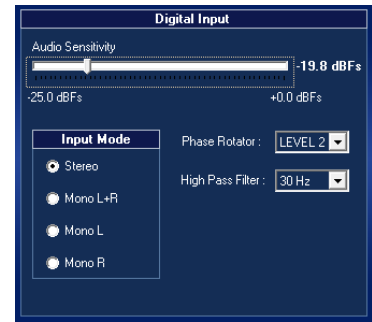 Digital Input
Audio Sensitivity
-19.8 dBFs
-25.0 dBFs
+0.0 dBFs
Input Mode
Stereo
Mono L+R
Mono L
Mono R
Phase Rotator : LEVEL 2
High Pass Filter : 30 Hz